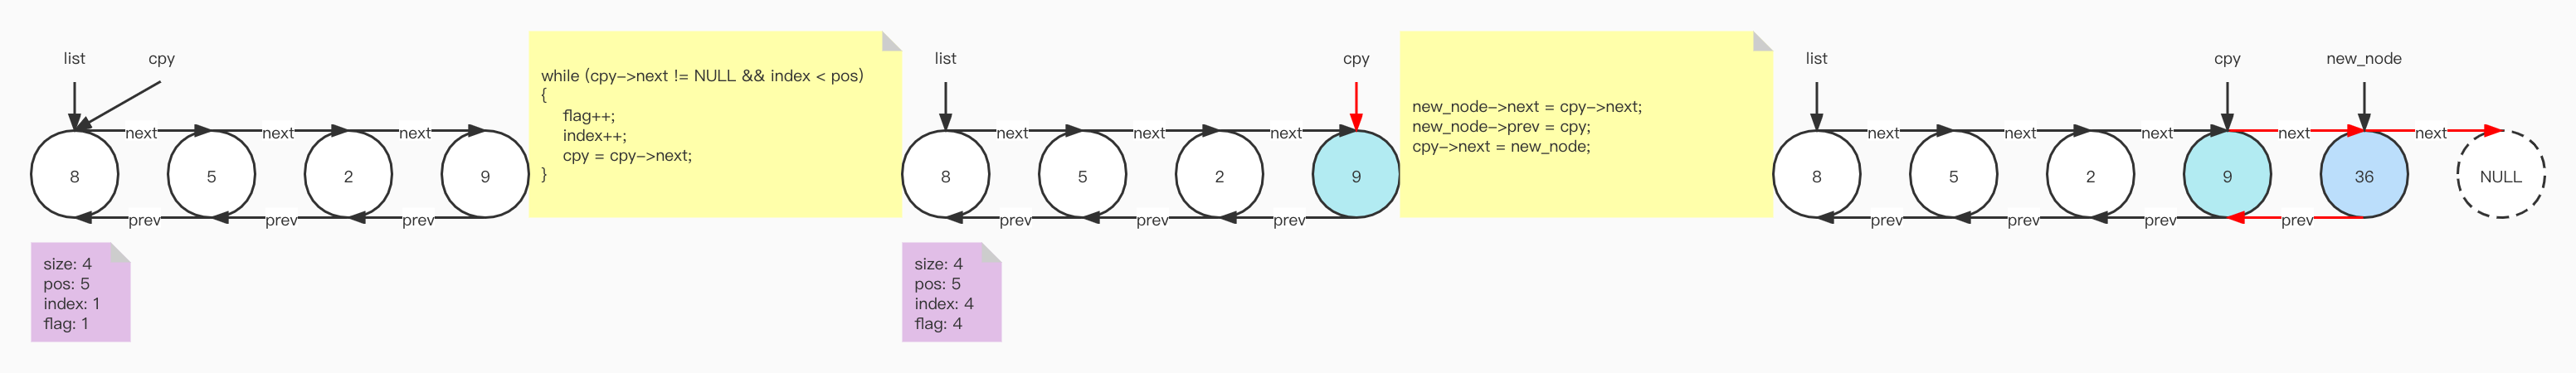 list
cpy
next
next
next
8
5
2
9
prev
prev
prev
size: 4
pos: 5
index: 1
flag: 1
while (cpy->next != NULL && index < pos)
{
flag++;
index++;
cpy = cpy->next;
}
list
cpy
next
next
next
8
5
2
9
prev
prev
prev
size: 4
pos: 5
index: 4
flag: 4
new_node->next = cpy->next;
new_node->prev = cpy;
cpy->next = new_node;
list
cpy
new_node
next
next
next
next
next
8
5
2
9
36
NULL
prev
prev
prev
prev